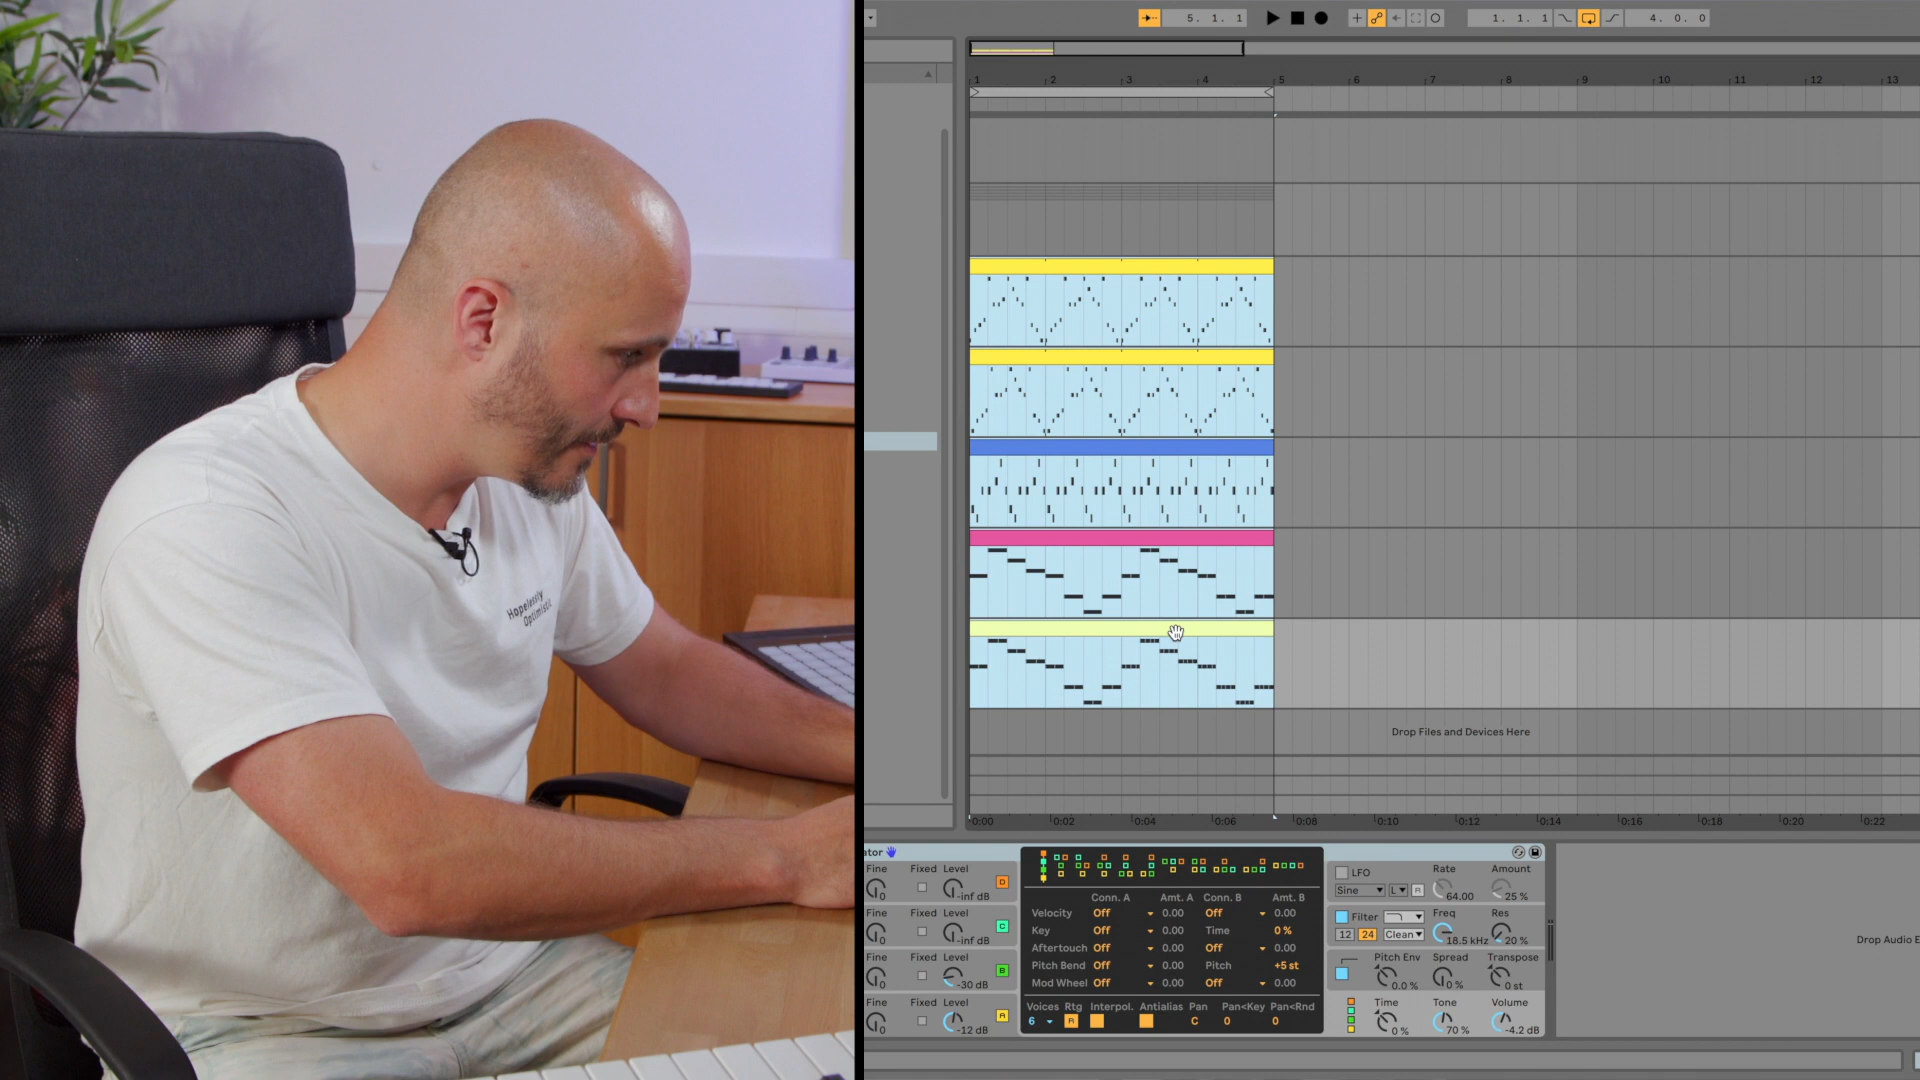 5. 1. 1
1. 1. 1
4. 0. 0
1 2 3 4 5 6 7 8 9 10 11 12 13
Hopelessly
Optimistic
Drop Files and Devices Here
0:00 0:02 0:04 0:06 0:08 0:10 0:12 0:14 0:16 0:18 0:20 0:22
ator
Fine Fixed Level
0 -inf dB D
Fine Fixed Level
0 -inf dB C
Fine Fixed Level
0 -30 dB B
Fine Fixed Level
0 -12 dB A
Conn. A Amt. A Conn. B Amt. B
Velocity Off 0.00 Off 0.00
Key Off 0.00 Time 0 %
Aftertouch Off 0.00 Off 0.00
Pitch Bend Off 0.00 Pitch +5 st
Mod Wheel Off 0.00 Off 0.00
Voices Rtg Interpol. Antialias Pan Pan<Key Pan<Rnd
6 R C 0 0
LFO Rate Amount
Sine L R 64.00 25 %
Filter Freq Res
12 24 Clean 18.5 kHz 20 %
Pitch Env Spread Transpose
0.0 % 0 % 0 st
Time Tone Volume
0 % 70 % -4.2 dB
Drop Audio E